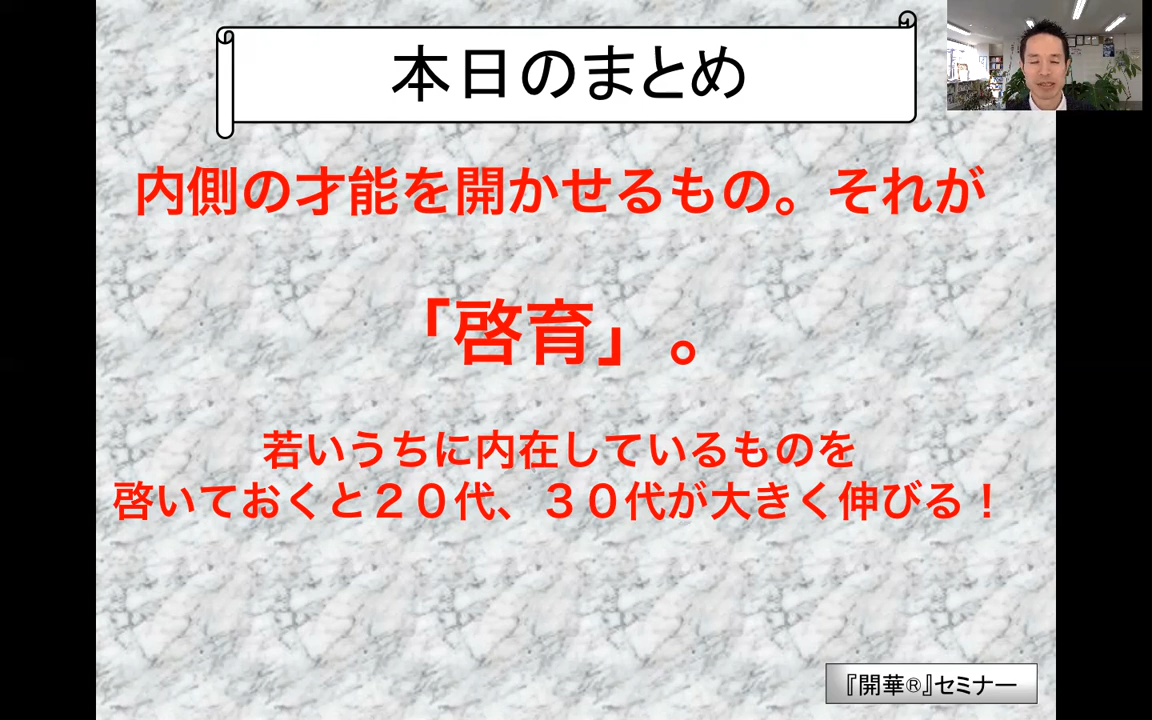 本日のまとめ
内側の才能を開かせるもの。それが
「啓育」。
若いうちに内在しているものを
啓いておくと２０代、３０代が大きく伸びる！
『開華®』セミナー